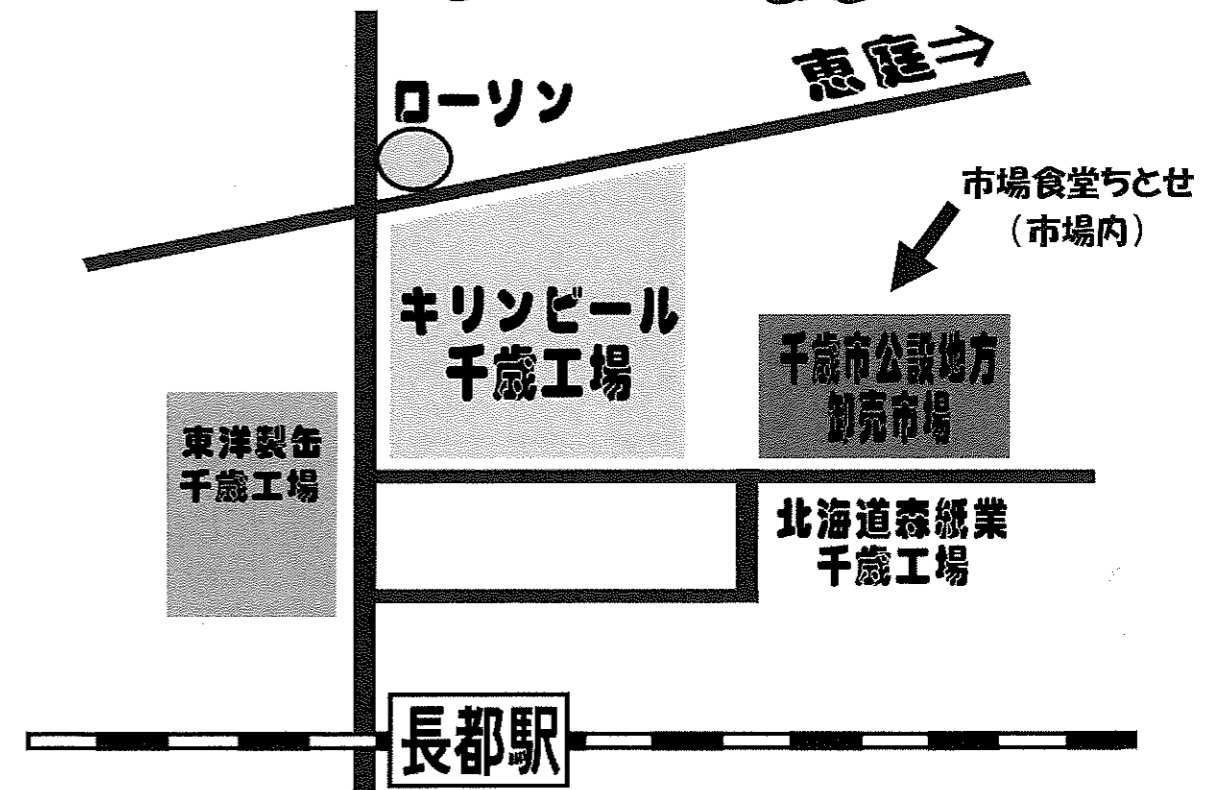 恵庭→
ローソン
市場食堂ちとせ
(市場内)
キリンビール
千歳工場
千歳市公設地方
卸売市場
東洋製缶
千歳工場
北海道森紙業
千歳工場
長都駅